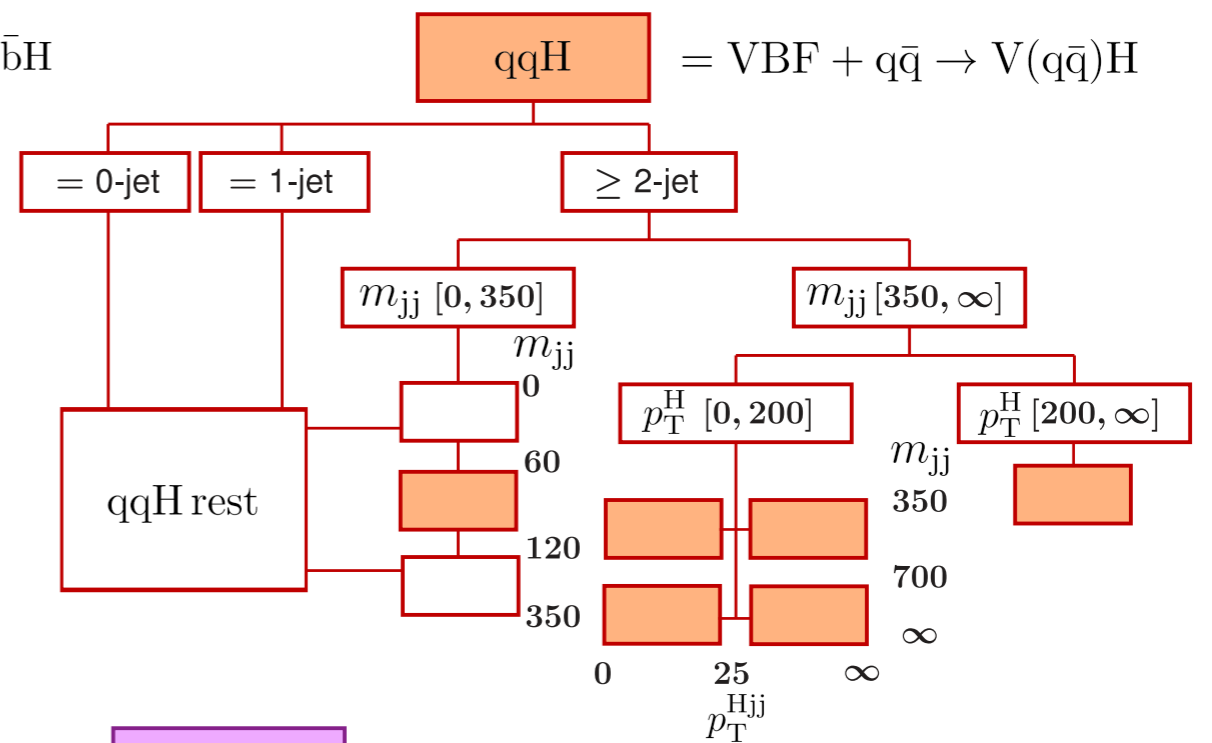 b̄H
qqH
= VBF + qq̄ → V(qq̄)H
= 0-jet
= 1-jet
≥ 2-jet
m_jj [0, 350]
m_jj [350, ∞]
m_jj
0
p_T^H [0, 200]
p_T^H [200, ∞]
m_jj
60
350
qqH rest
120
700
350
∞
0 25 ∞
p_T^Hjj